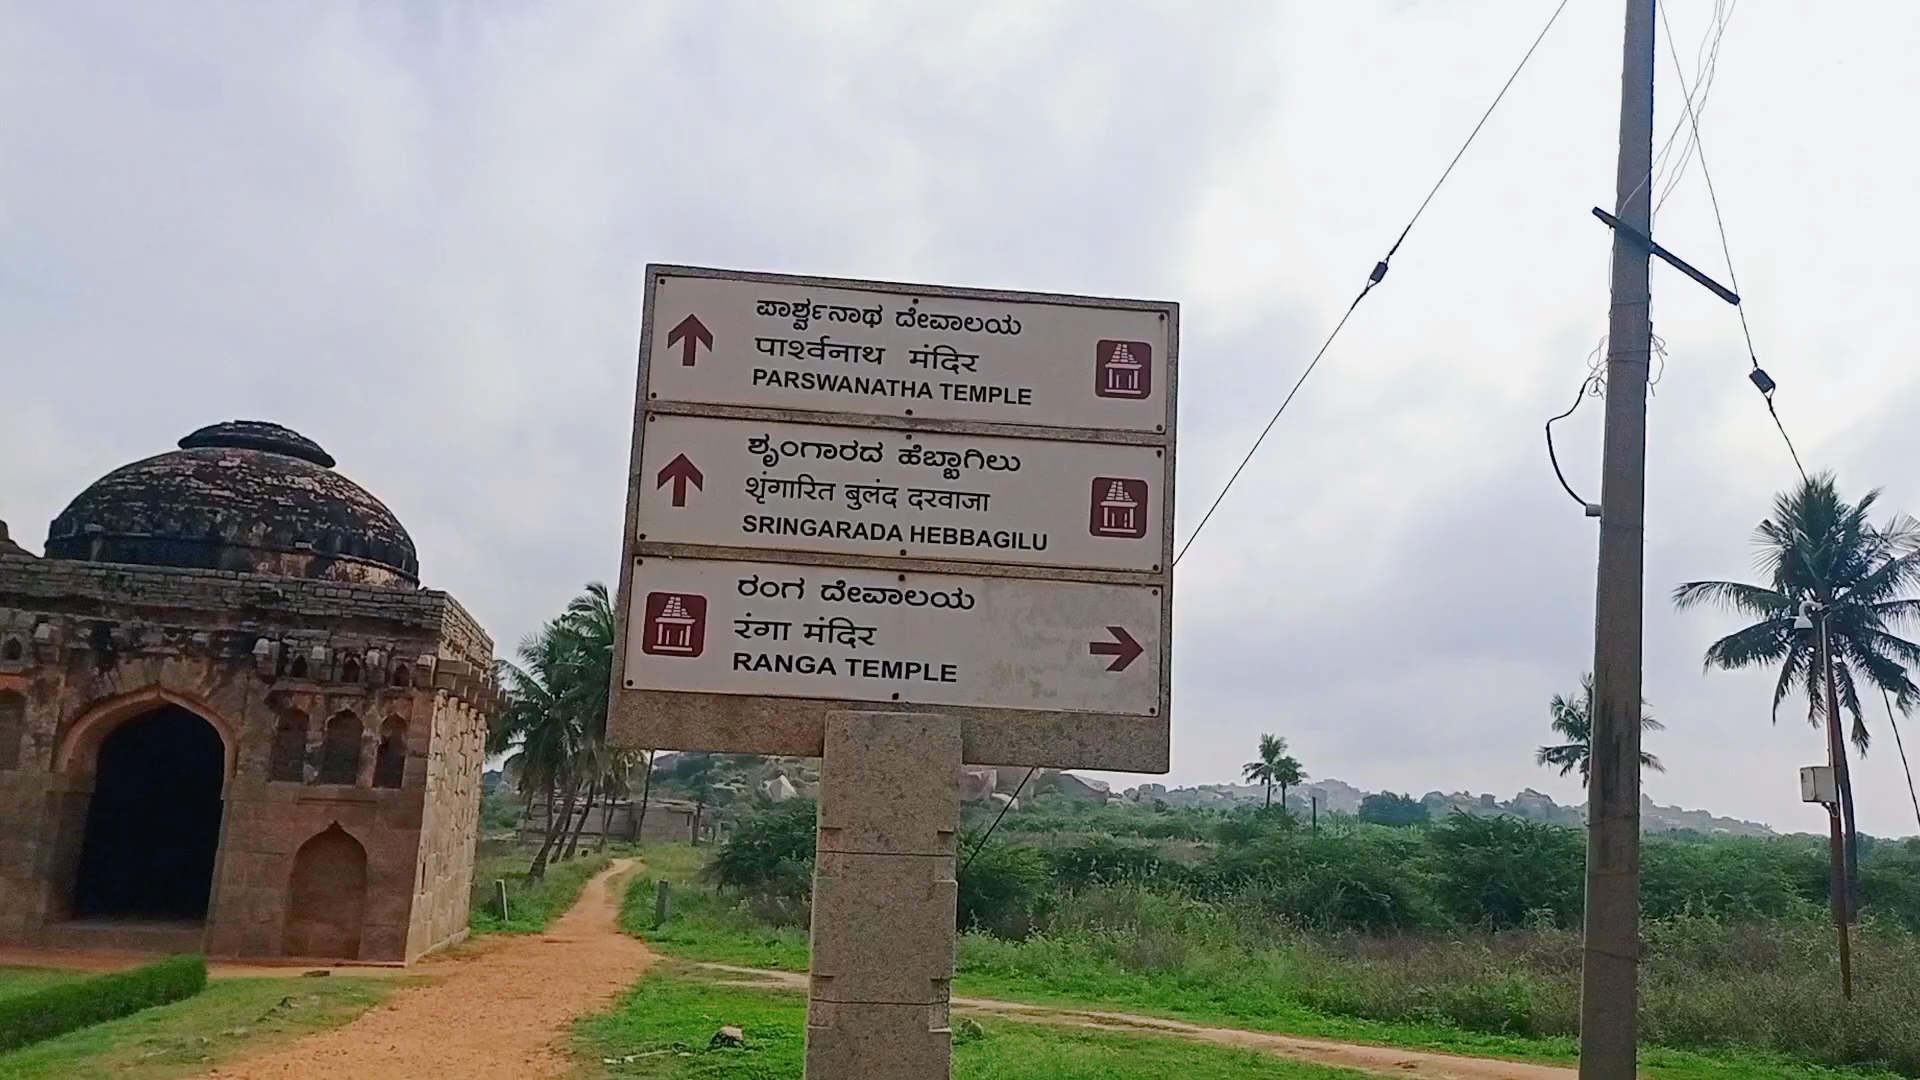 ಪಾರ್ಶ್ವನಾಥ ದೇವಾಲಯ
पार्श्वनाथ मंदिर
PARSWANATHA TEMPLE
ಶೃಂಗಾರದ ಹೆಬ್ಬಾಗಿಲು
शृंगारित बुलंद दरवाजा
SRINGARADA HEBBAGILU
ರಂಗ ದೇವಾಲಯ
रंगा मंदिर
RANGA TEMPLE